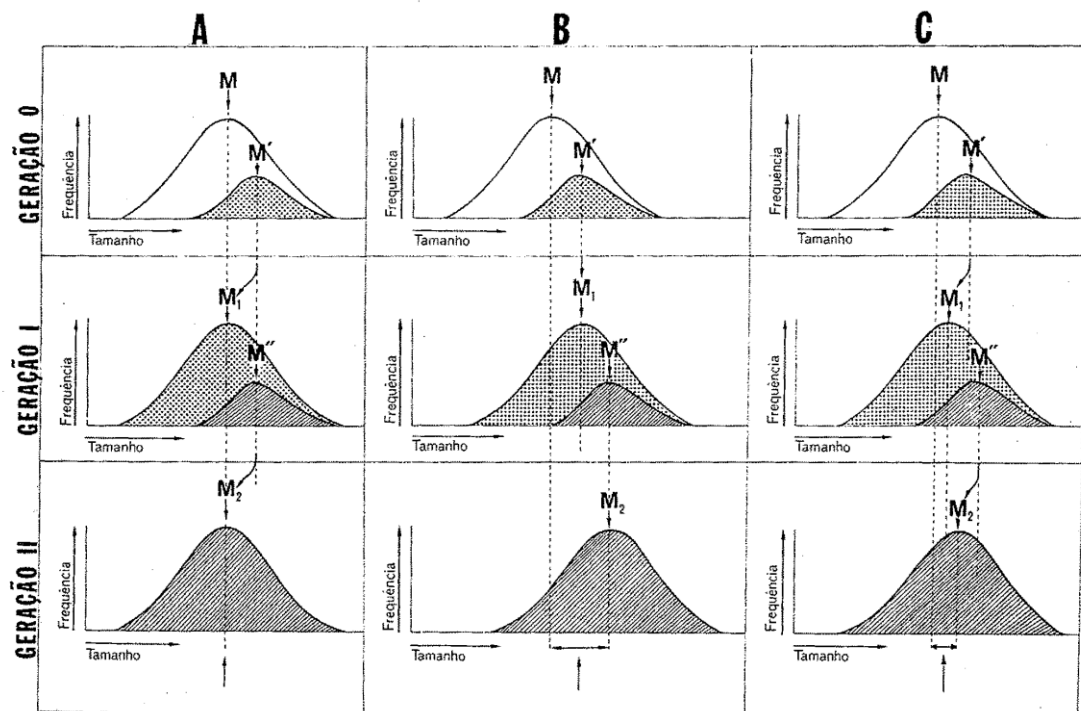 A B C
GERAÇÃO 0
M M M
M' M' M'
Frequência Frequência Frequência
Tamanho Tamanho Tamanho
GERAÇÃO I
M₁ M₁ M₁
M'' M'' M''
Frequência Frequência Frequência
Tamanho Tamanho Tamanho
GERAÇÃO II
M₂ M₂ M₂
Frequência Frequência Frequência
Tamanho Tamanho Tamanho